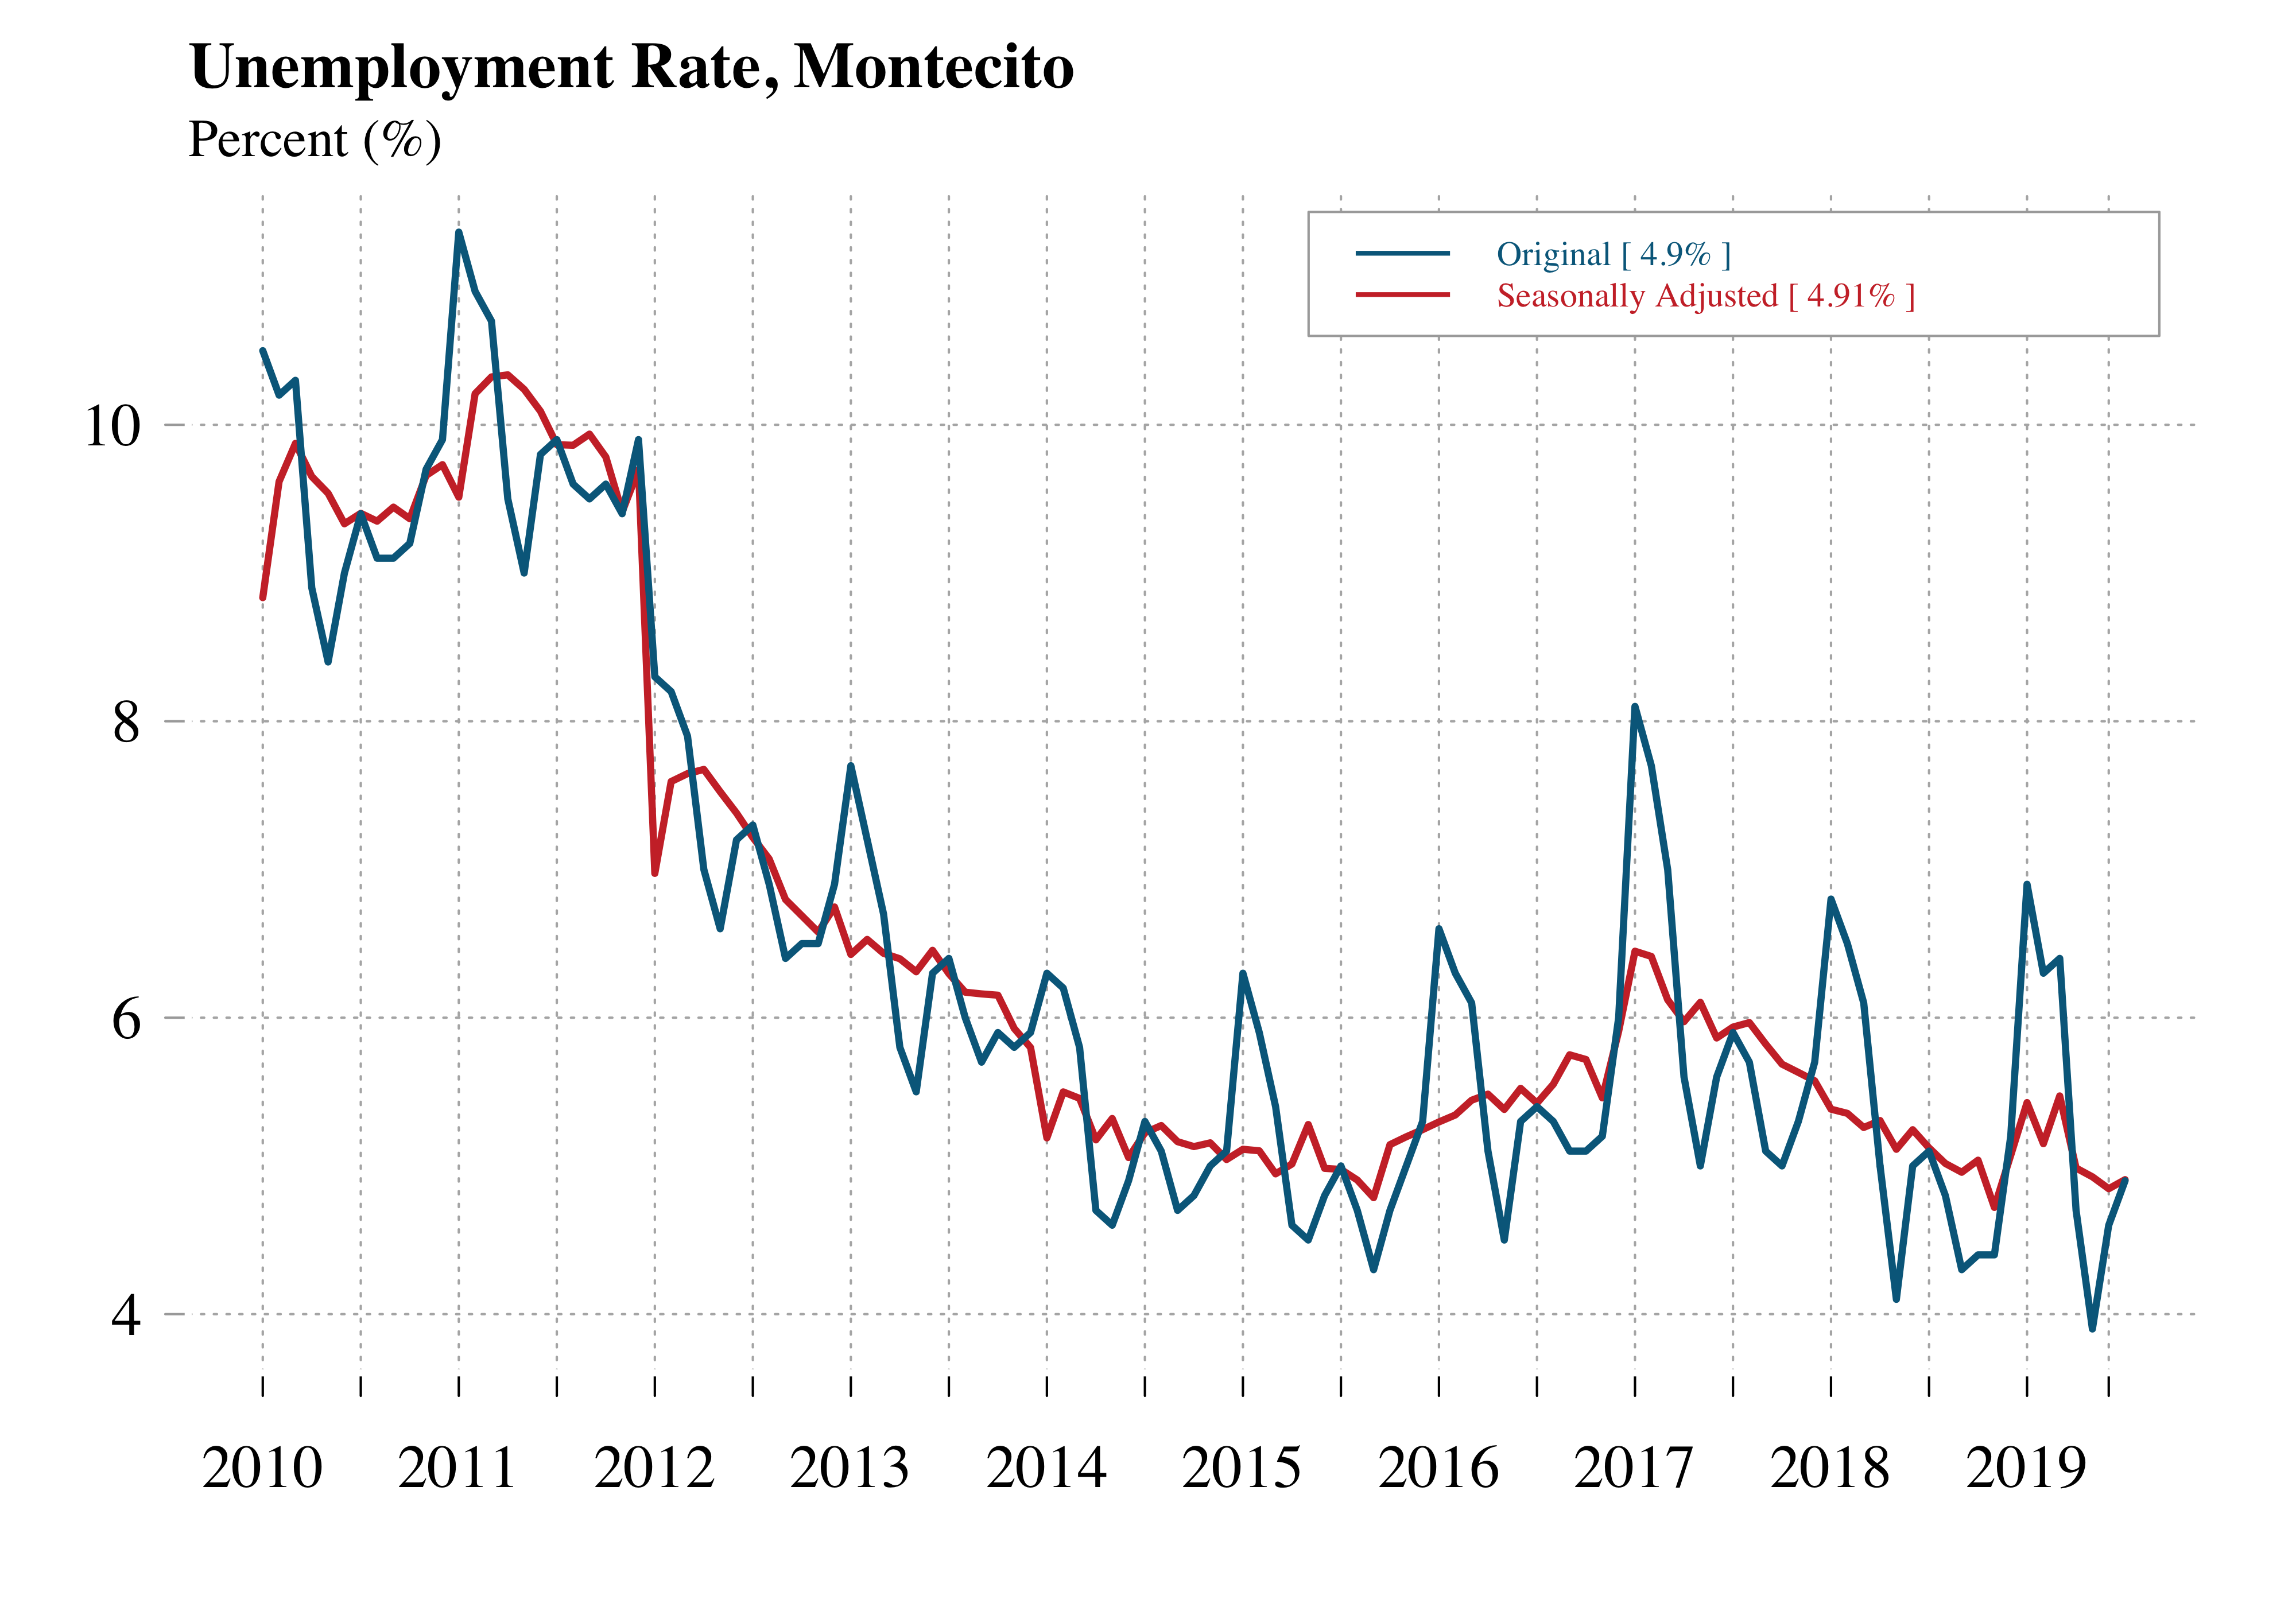 Unemployment Rate, Montecito
Percent (%)
Original [ 4.9% ]
Seasonally Adjusted [ 4.91% ]
10
8
6
4
2010 2011 2012 2013 2014 2015 2016 2017 2018 2019